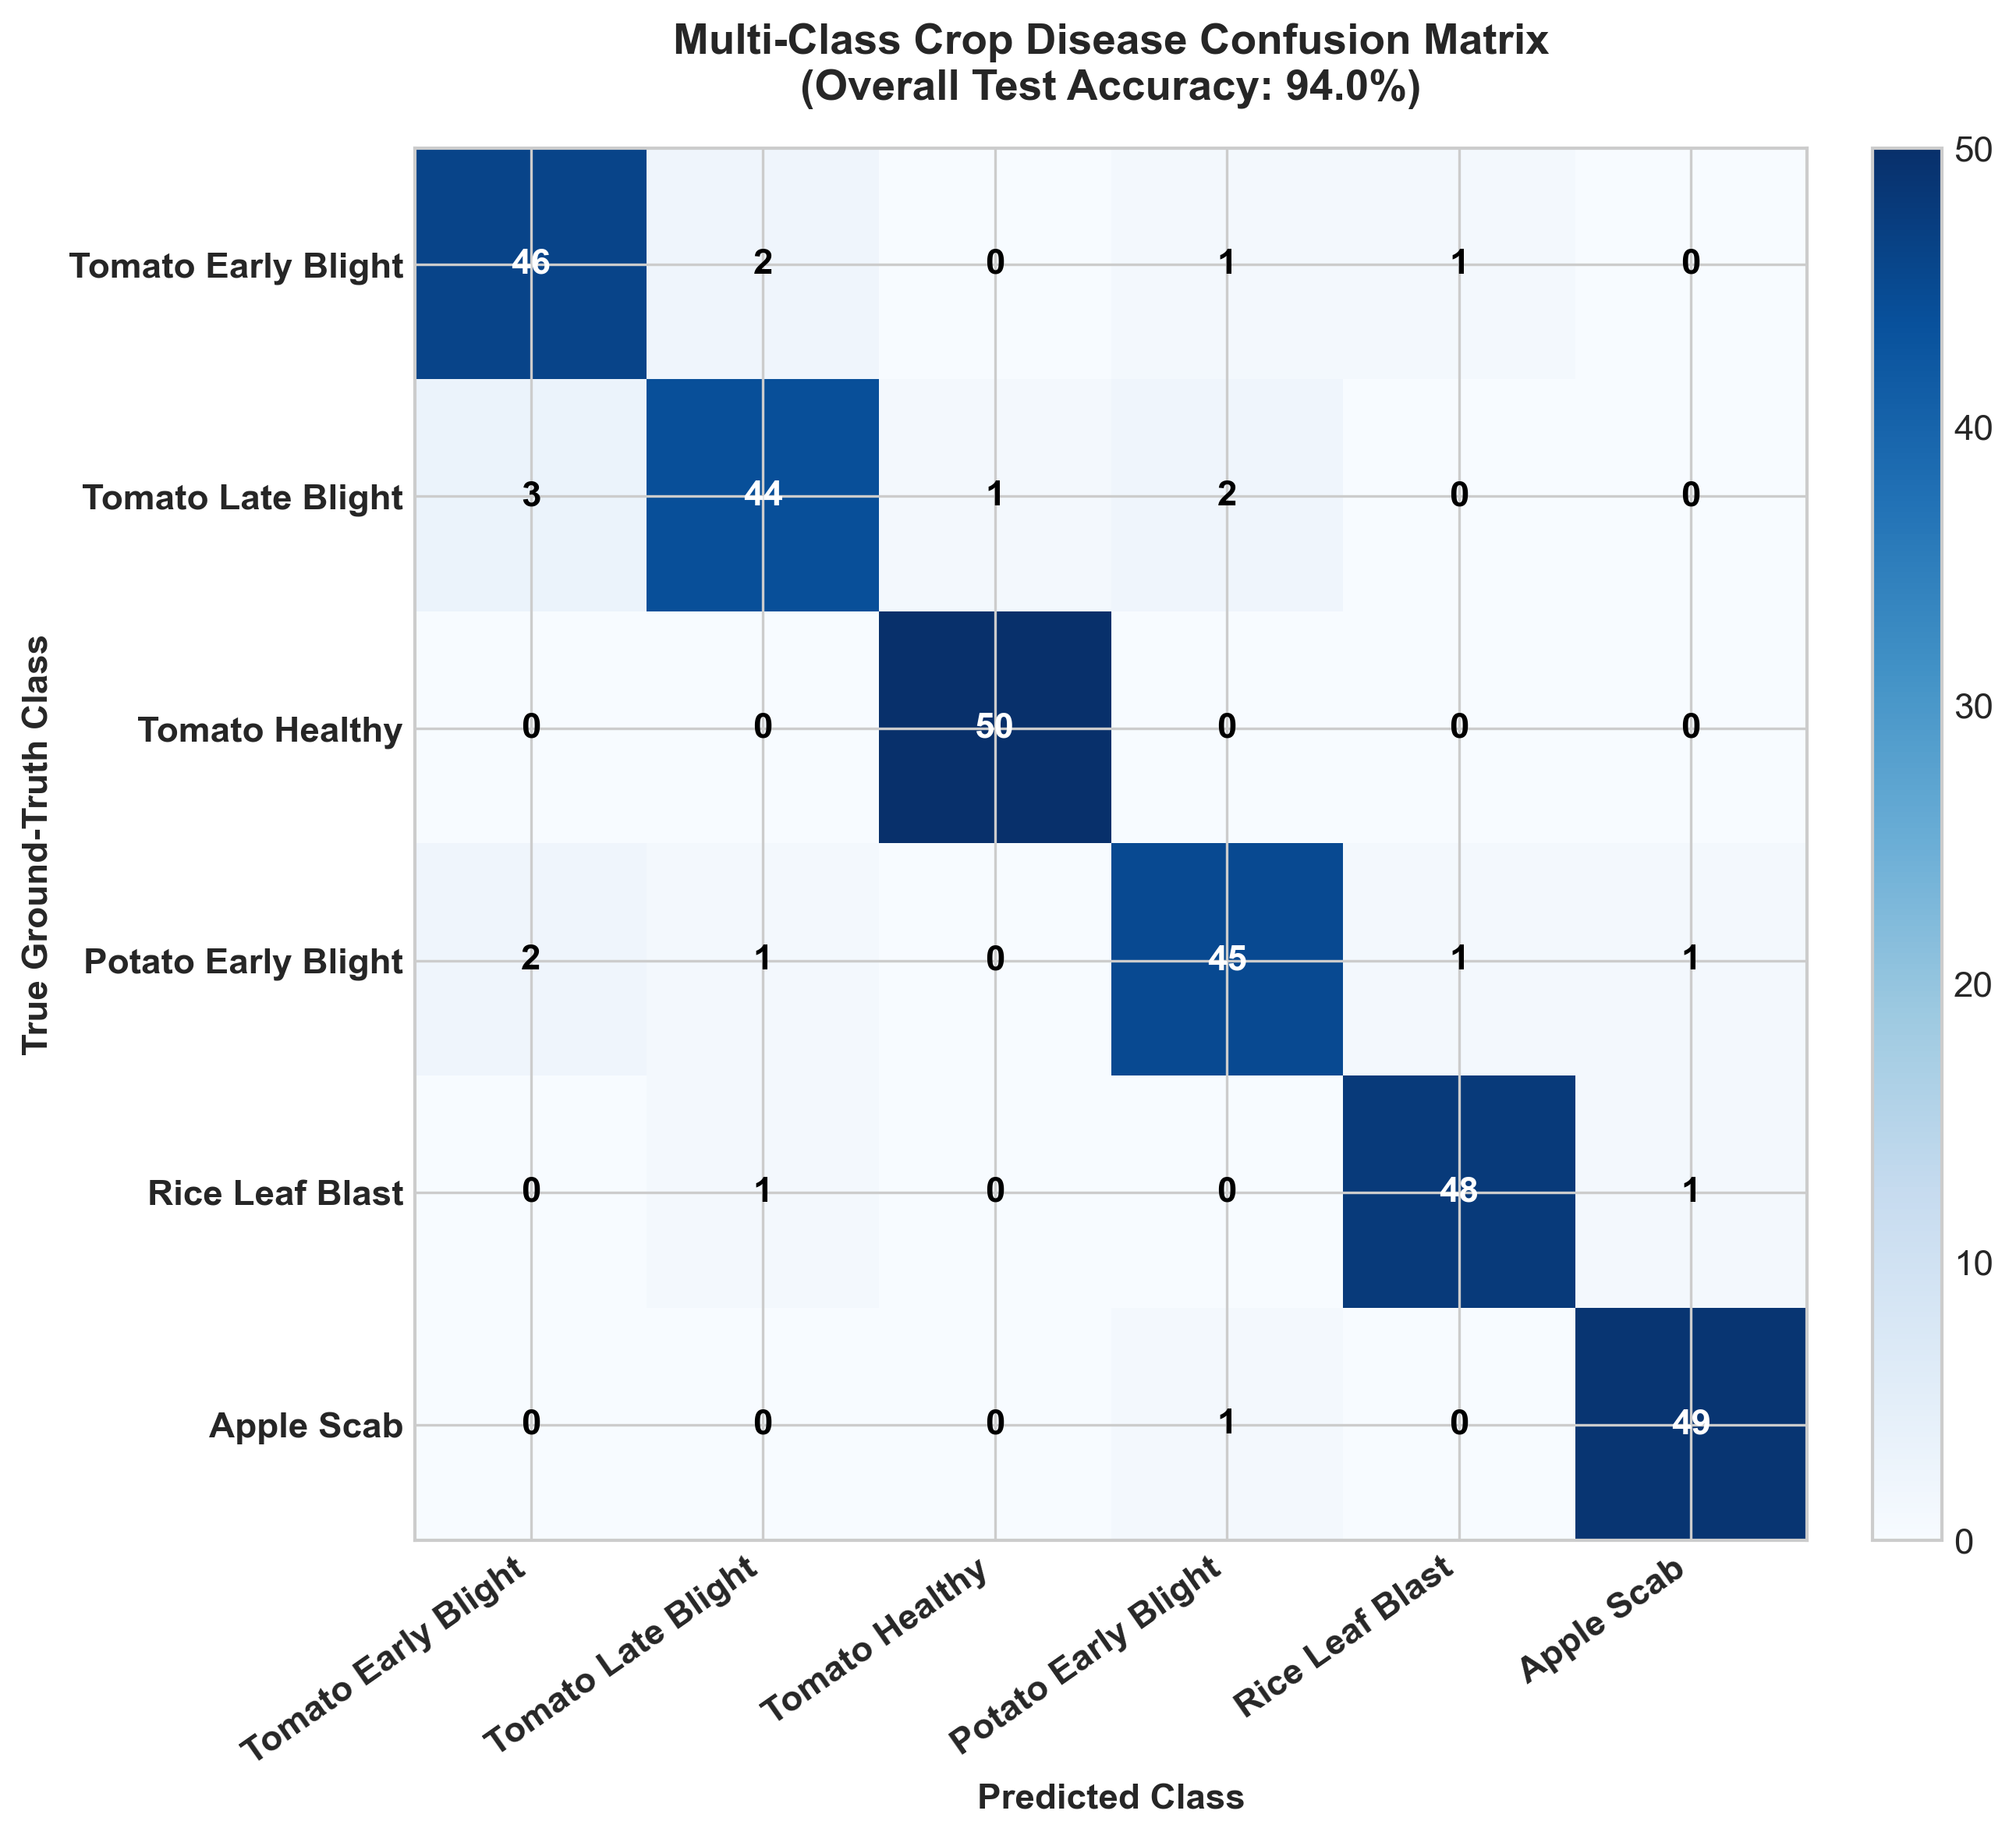 Multi-Class Crop Disease Confusion Matrix
(Overall Test Accuracy: 94.0%)
50
Tomato Early Blight 46 2 0 1 1 0
40
Tomato Late Blight 3 44 1 2 0 0
30
True Ground-Truth Class
Tomato Healthy 0 0 50 0 0 0
20
Potato Early Blight 2 1 0 45 1 1
Rice Leaf Blast 0 1 0 0 48 1
10
Apple Scab 0 0 0 1 0 49
0
Tomato Early Blight
Tomato Late Blight
Tomato Healthy
Potato Early Blight
Rice Leaf Blast
Apple Scab
Predicted Class